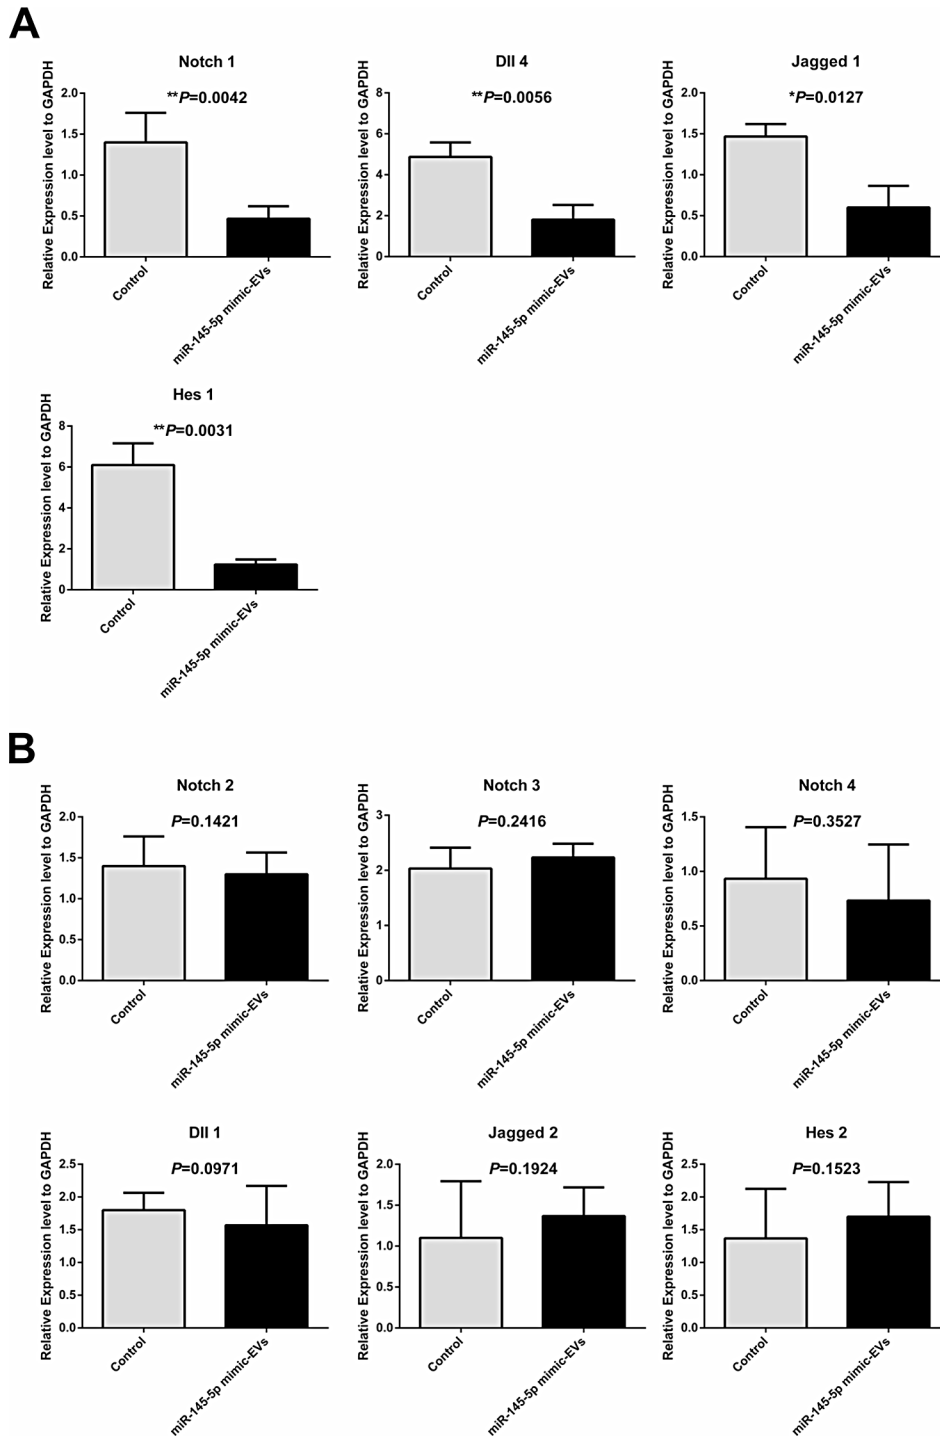 A
Notch 1
**P=0.0042
Relative Expression level to GAPDH
2.0
1.5
1.0
0.5
0.0
Control
miR-145-5p mimic-EVs
Dll 4
**P=0.0056
Relative Expression level to GAPDH
8
6
4
2
0
Control
miR-145-5p mimic-EVs
Jagged 1
*P=0.0127
Relative Expression level to GAPDH
2.0
1.5
1.0
0.5
0.0
Control
miR-145-5p mimic-EVs
Hes 1
**P=0.0031
Relative Expression level to GAPDH
8
6
4
2
0
Control
miR-145-5p mimic-EVs
B
Notch 2
P=0.1421
Relative Expression level to GAPDH
2.0
1.5
1.0
0.5
0.0
Control
miR-145-5p mimic-EVs
Notch 3
P=0.2416
Relative Expression level to GAPDH
3
2
1
0
Control
miR-145-5p mimic-EVs
Notch 4
P=0.3527
Relative Expression level to GAPDH
1.5
1.0
0.5
0.0
Control
miR-145-5p mimic-EVs
Dll 1
P=0.0971
Relative Expression level to GAPDH
2.5
2.0
1.5
1.0
0.5
0.0
Control
miR-145-5p mimic-EVs
Jagged 2
P=0.1924
Relative Expression level to GAPDH
2.0
1.5
1.0
0.5
0.0
Control
miR-145-5p mimic-EVs
Hes 2
P=0.1523
Relative Expression level to GAPDH
2.5
2.0
1.5
1.0
0.5
0.0
Control
miR-145-5p mimic-EVs